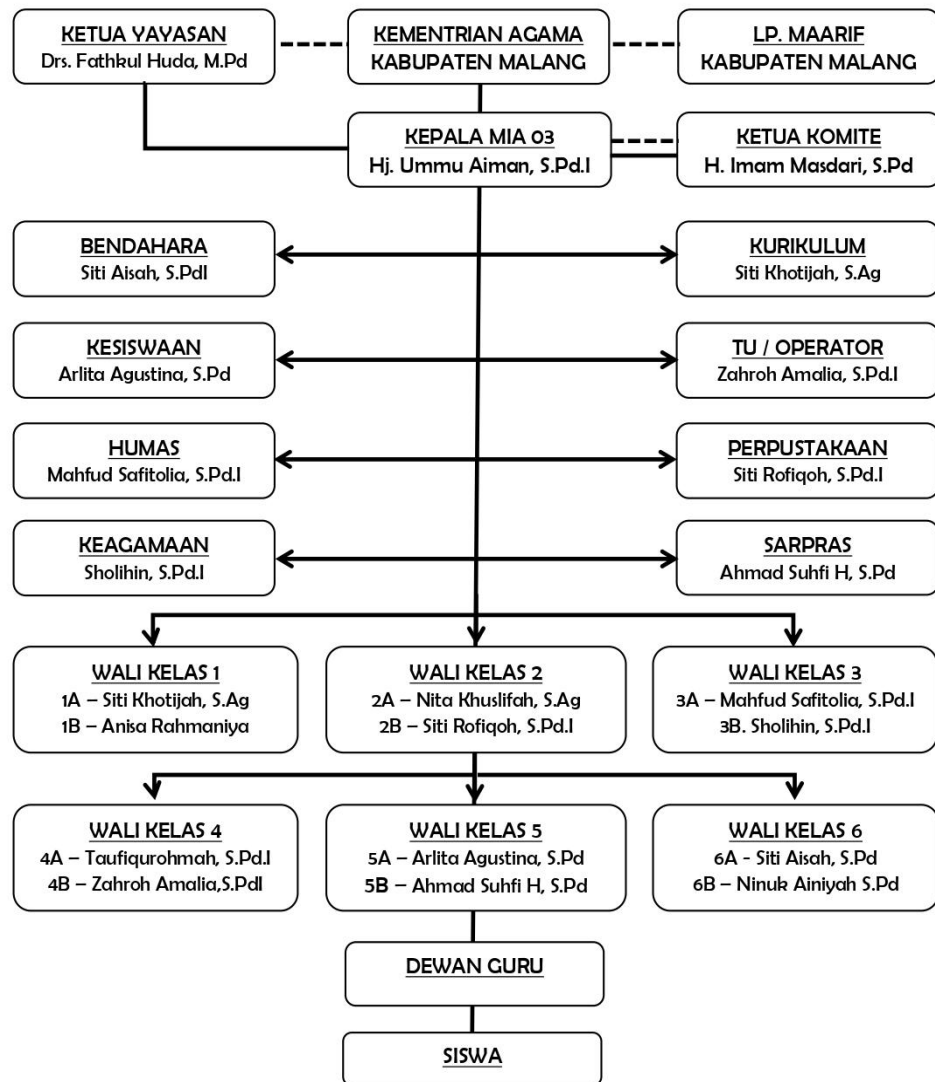 KETUA YAYASAN
Drs. Fathkul Huda, M.Pd
KEMENTRIAN AGAMA
KABUPATEN MALANG
LP. MAARIF
KABUPATEN MALANG
KEPALA MIA 03
Hj. Ummu Aiman, S.Pd.I
KETUA KOMITE
H. Imam Masdari, S.Pd
BENDAHARA
Siti Aisah, S.PdI
KURIKULUM
Siti Khotijah, S.Ag
KESISWAAN
Arlita Agustina, S.Pd
TU / OPERATOR
Zahroh Amalia, S.Pd.I
HUMAS
Mahfud Safitolia, S.Pd.I
PERPUSTAKAAN
Siti Rofiqoh, S.Pd.I
KEAGAMAAN
Sholihin, S.Pd.I
SARPRAS
Ahmad Suhfi H, S.Pd
WALI KELAS 1
1A – Siti Khotijah, S.Ag
1B – Anisa Rahmaniya
WALI KELAS 2
2A – Nita Khuslifah, S.Ag
2B – Siti Rofiqoh, S.Pd.I
WALI KELAS 3
3A – Mahfud Safitolia, S.Pd.I
3B. Sholihin, S.Pd.I
WALI KELAS 4
4A – Taufiqurohmah, S.Pd.I
4B – Zahroh Amalia,S.PdI
WALI KELAS 5
5A – Arlita Agustina, S.Pd
5B – Ahmad Suhfi H, S.Pd
WALI KELAS 6
6A - Siti Aisah, S.Pd
6B – Ninuk Ainiyah S.Pd
DEWAN GURU
SISWA